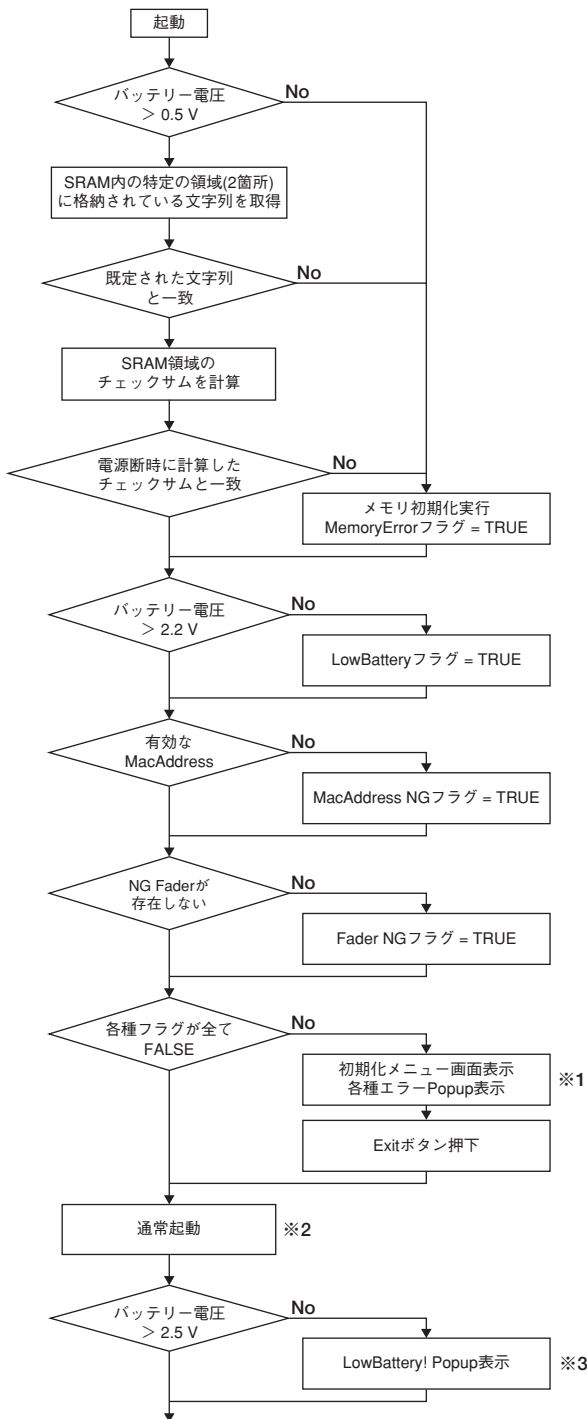 起動
バッテリー電圧
＞ 0.5 V
No
SRAM内の特定の領域(2箇所)
に格納されている文字列を取得
既定された文字列
と一致
No
SRAM領域の
チェックサムを計算
電源断時に計算した
チェックサムと一致
No
メモリ初期化実行
MemoryErrorフラグ = TRUE
バッテリー電圧
＞ 2.2 V
No
LowBatteryフラグ = TRUE
有効な
MacAddress
No
MacAddress NGフラグ = TRUE
NG Faderが
存在しない
No
Fader NGフラグ = TRUE
各種フラグが全て
FALSE
No
初期化メニュー画面表示
各種エラーPopup表示
※1
Exitボタン押下
通常起動
※2
バッテリー電圧
＞ 2.5 V
No
LowBattery! Popup表示
※3